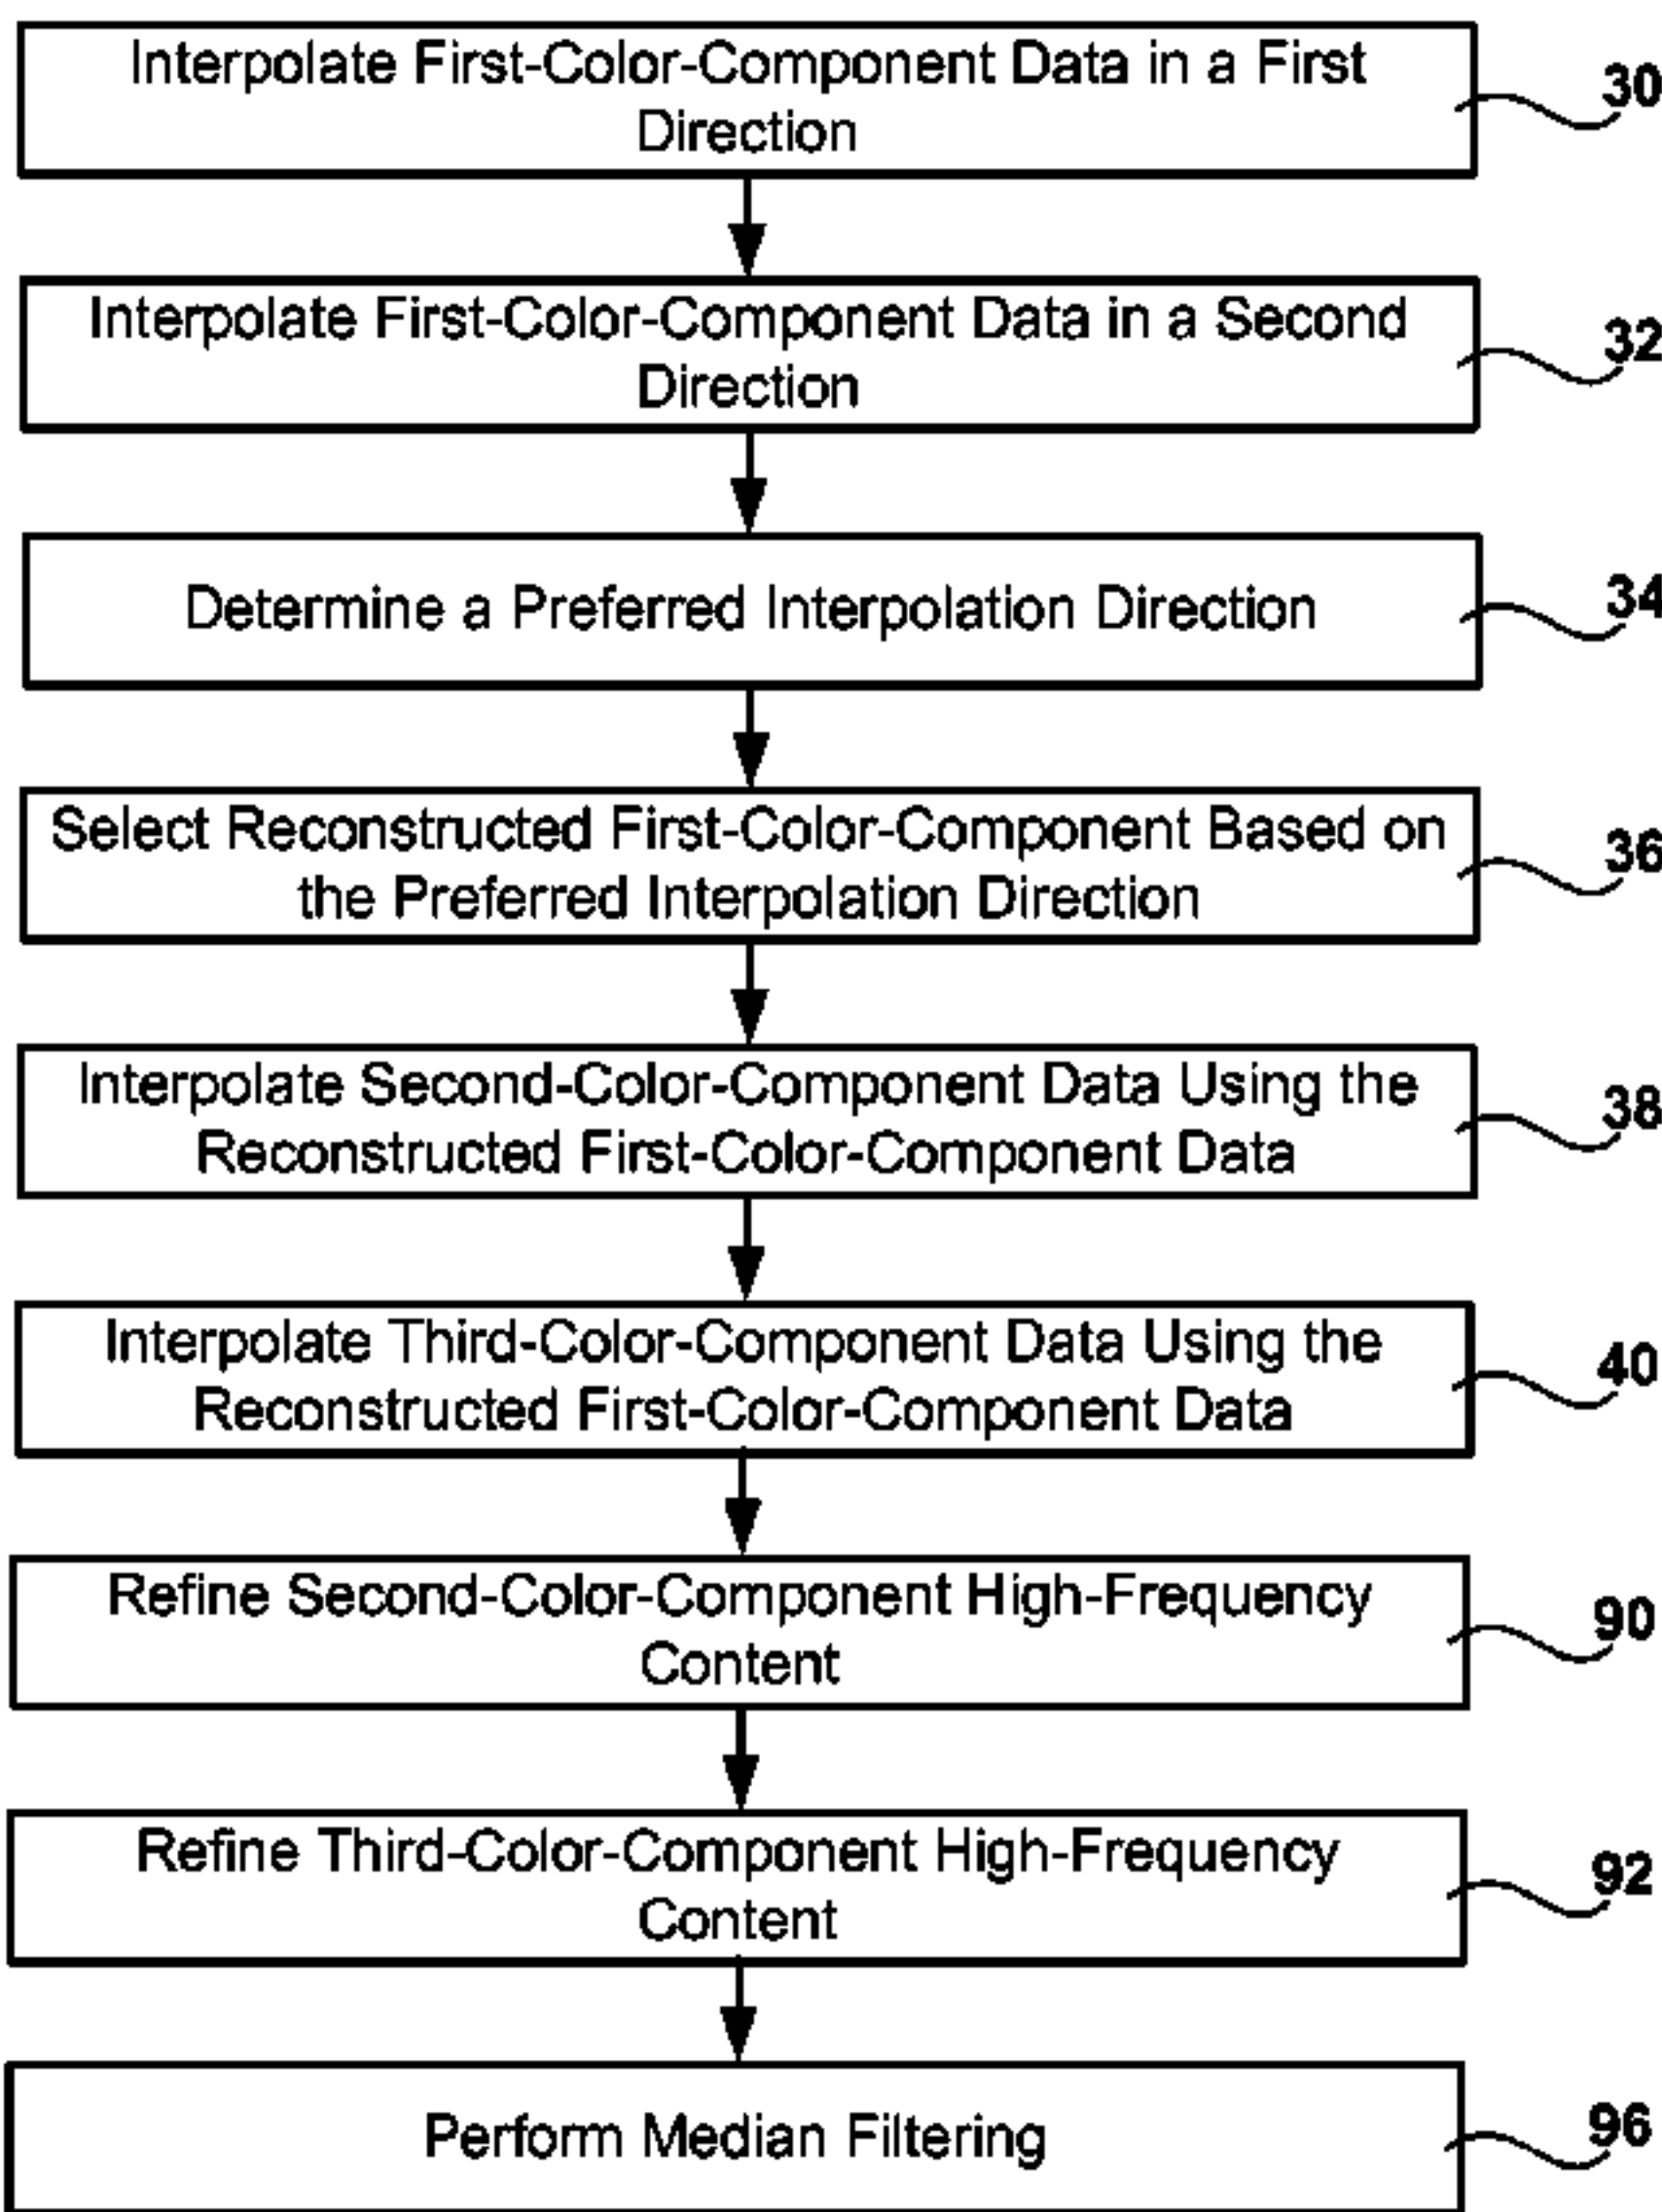 Interpolate First-Color-Component Data in a First
Direction
30
Interpolate First-Color-Component Data in a Second
Direction
32
Determine a Preferred Interpolation Direction
34
Select Reconstructed First-Color-Component Based on
the Preferred Interpolation Direction
36
Interpolate Second-Color-Component Data Using the
Reconstructed First-Color-Component Data
38
Interpolate Third-Color-Component Data Using the
Reconstructed First-Color-Component Data
40
Refine Second-Color-Component High-Frequency
Content
90
Refine Third-Color-Component High-Frequency
Content
92
Perform Median Filtering
96